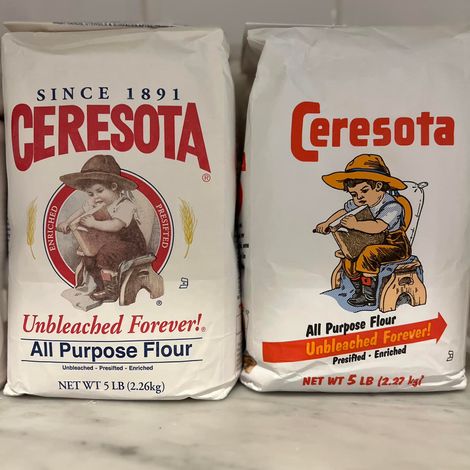 SINCE 1891
CERESOTA®
ENRICHED
PRESIFTED
®
Unbleached Forever!®
All Purpose Flour
Unbleached - Presifted - Enriched
NET WT 5 LB (2.26kg)
Ceresota
All Purpose Flour
Unbleached Forever!
Presifted - Enriched
NET WT 5 LB (2.27 kg)